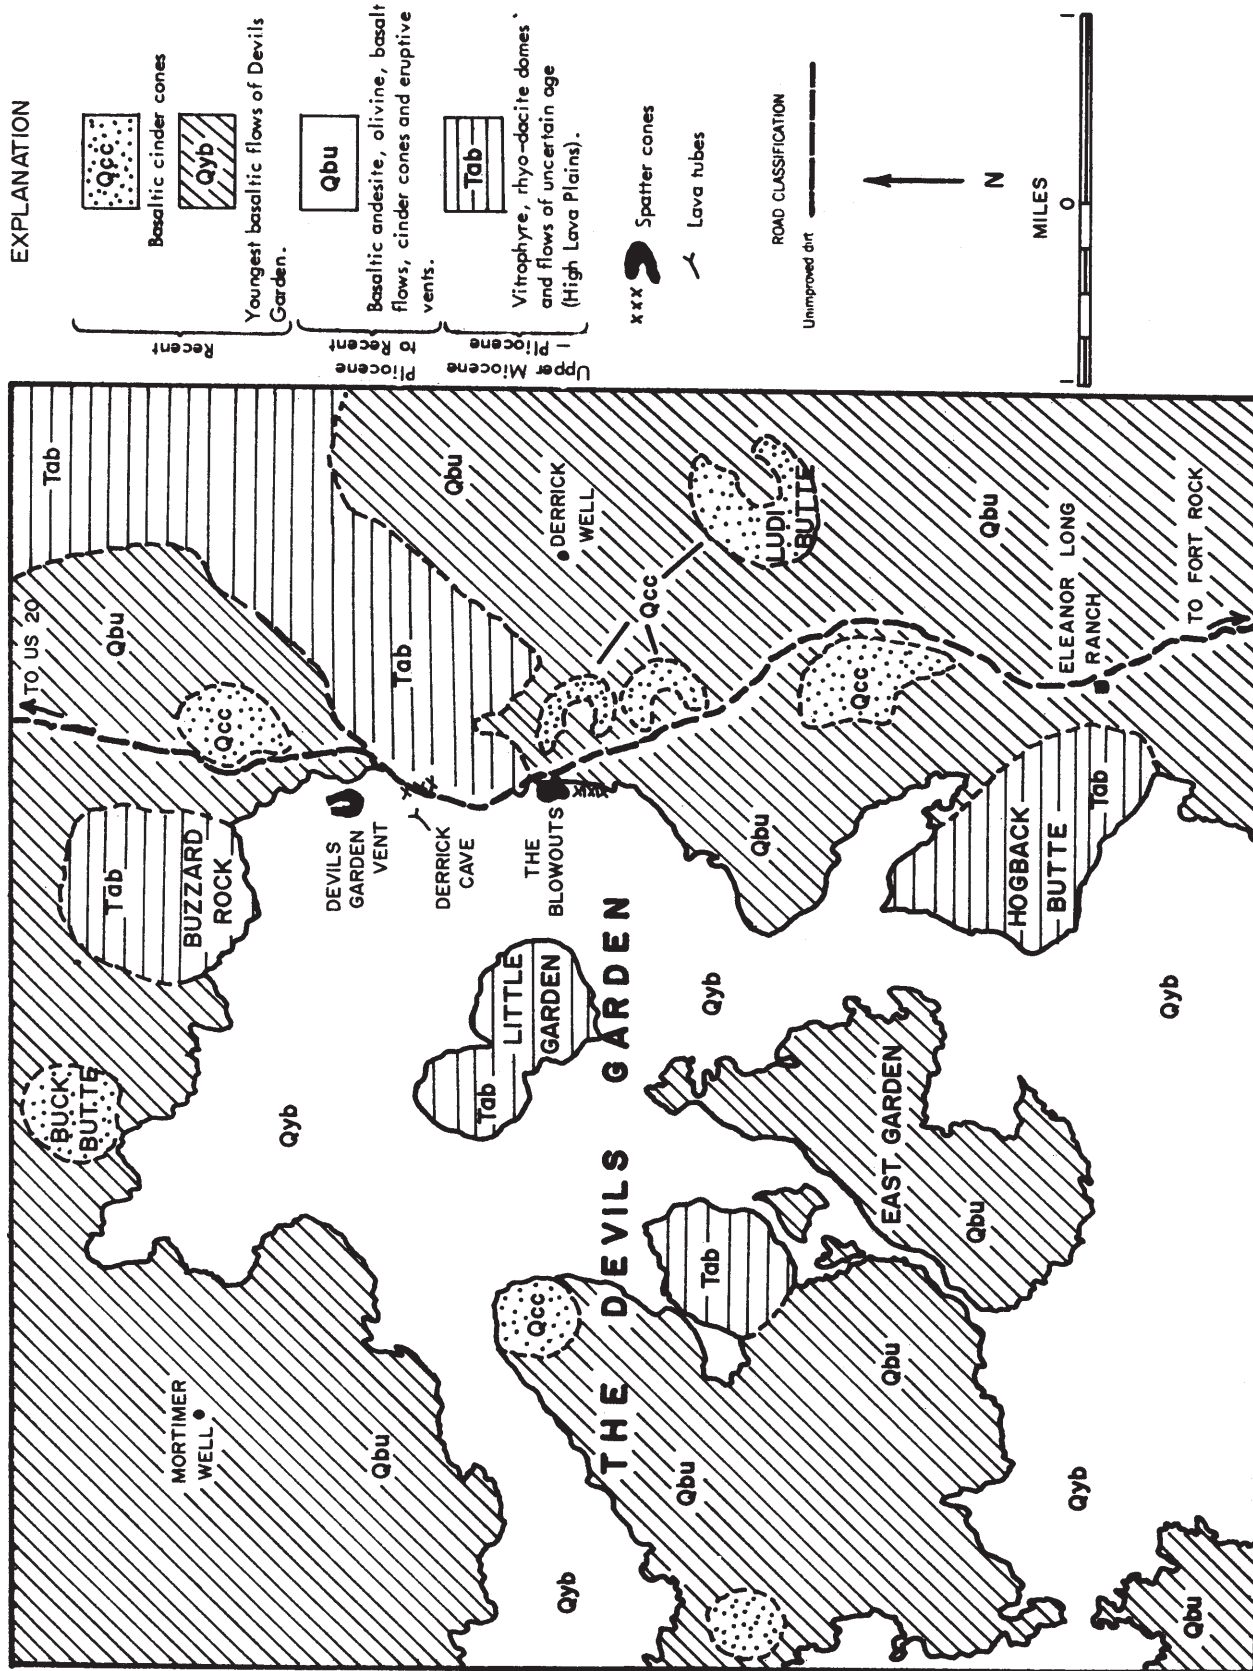 EXPLANATION
Recent
Qcc
Basaltic cinder cones
Qyb
Youngest basaltic flows of Devils
Garden.
Pliocene
to Recent
Qbu
Basaltic andesite, olivine, basalt
flows, cinder cones and eruptive
vents.
Upper Miocene
– Pliocene
Tab
Vitrophyre, rhyo-dacite domes
and flows of uncertain age
(High Lava Plains).
xxx
Spatter cones
Lava tubes
ROAD CLASSIFICATION
Unimproved dirt
N
MILES
1
0
1
TO US 20
Tab
BUCK
BUTTE
Tab
BUZZARD
ROCK
Qcc
Qbu
MORTIMER
WELL
Qbu
Qyb
DEVILS
GARDEN
VENT
Tab
Qbu
DERRICK
CAVE
LITTLE
GARDEN
Tab
THE
BLOWOUTS
DERRICK
WELL
Qcc
Qyb
Qcc
THE DEVILS GARDEN
Qbu
Tab
Qyb
Qbu
LUDI
BUTTE
Qcc
Qbu
EAST GARDEN
Qbu
Qbu
HOGBACK
BUTTE
Tab
ELEANOR LONG
RANCH
Qyb
Qbu
Qyb
TO FORT ROCK